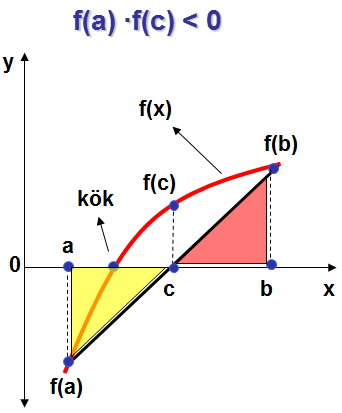 f(a) ·f(c) < 0
y
f(x)
f(b)
f(c)
kök
a
0
c
b
x
f(a)